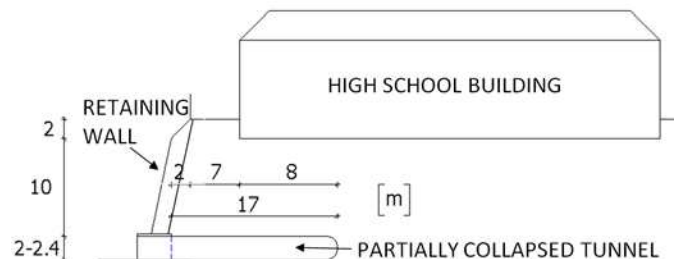 HIGH SCHOOL BUILDING
RETAINING
WALL
2
2 7 8
10
17
[m]
2-2.4
PARTIALLY COLLAPSED TUNNEL